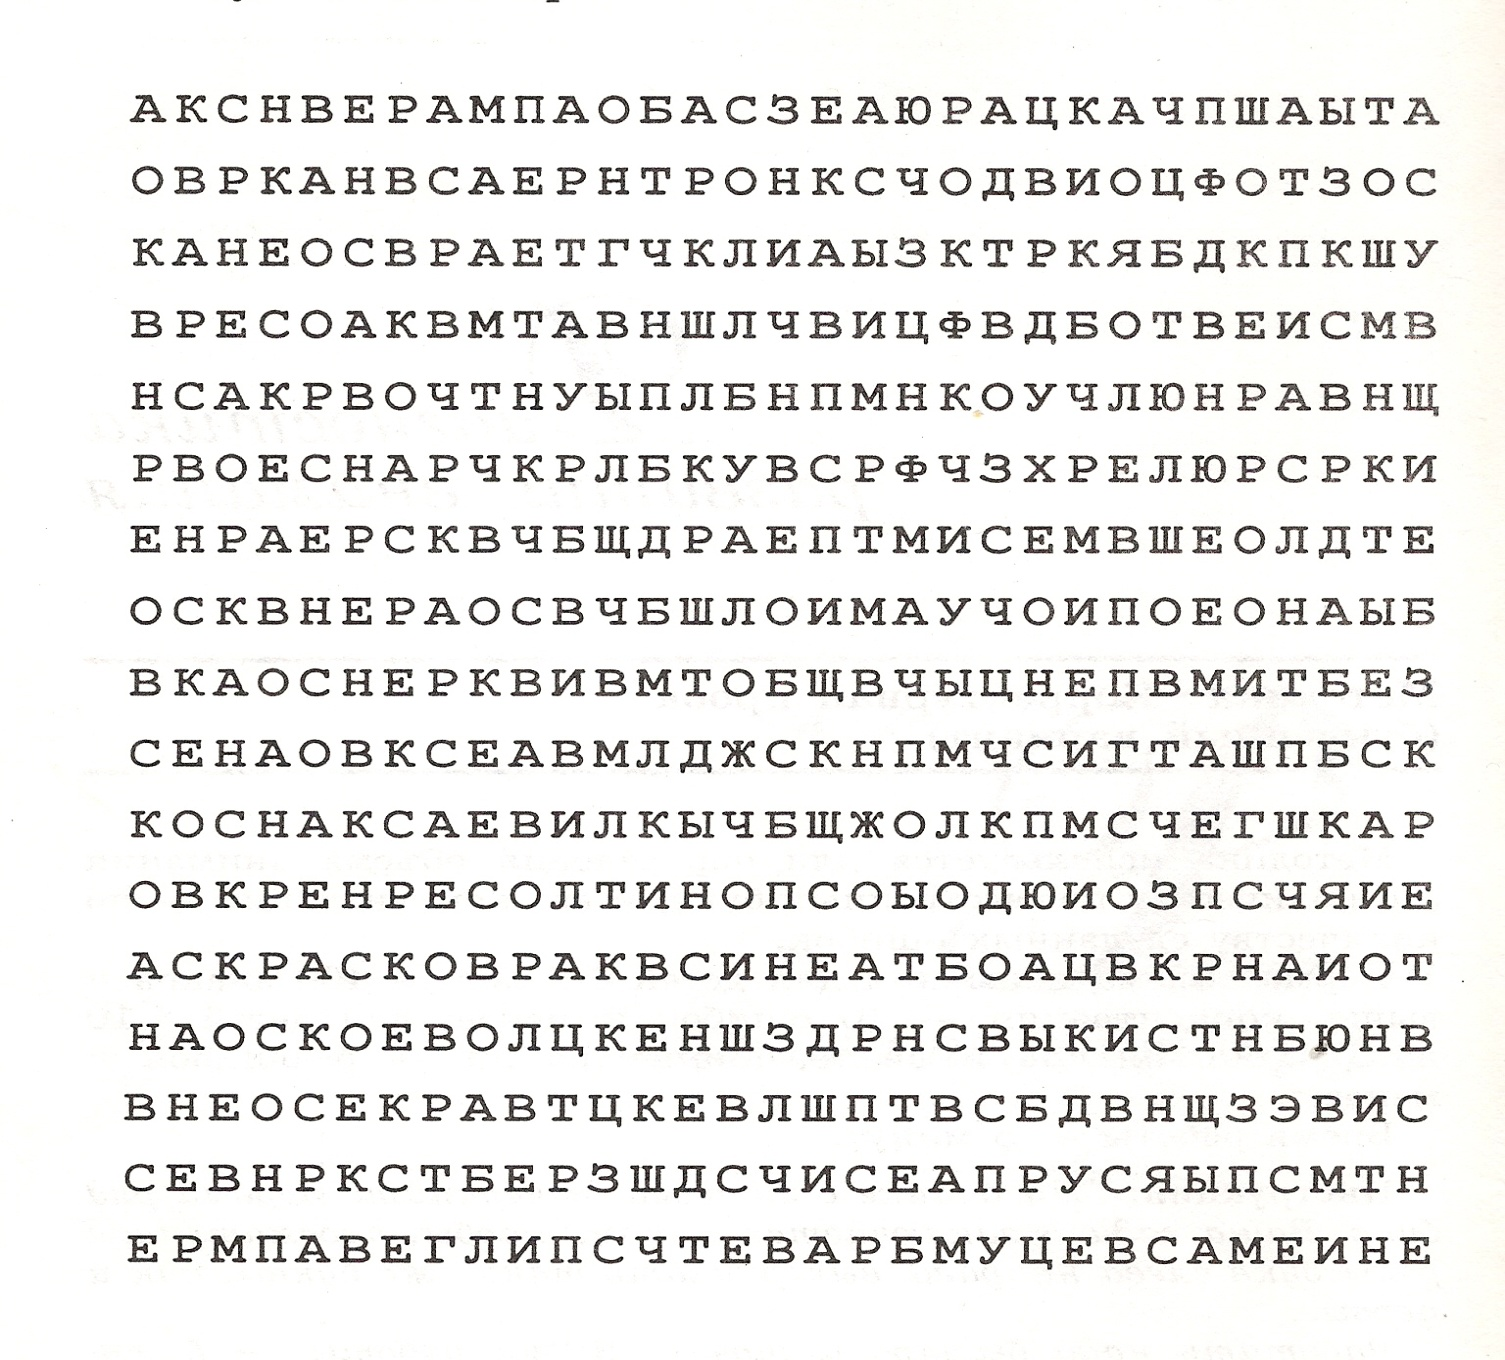 АКСНВЕРАМПАОБАСЗЕАЮРАЦКАЧПШАЫТА
ОВРКАНВСАЕРНТРОНКСЧОДВИОЦФОТЗОС
КАНЕОСВРАЕТГЧКЛИАЫЗКТРКЯБДКПКШУ
ВРЕСОАКВМТАВНШЛЧВИЦФВДБОТВЕИСМВ
НСАКРВОЧТНУЫПЛБНПМНКОУЧЛЮНРАВНЩ
РВОЕСНАРЧКРЛБКУВСРФЧЗХРЕЛЮРСРКИ
ЕНРАЕРСКВЧБЩДРАЕПТМИСЕМВШЕОЛДТЕ
ОСКВНЕРАОСВЧБШЛОИМАУЧОИПОЕОНАЫБ
ВКАОСНЕРКВИВМТОБЩВЧЫЦНЕПВМИТБЕЗ
СЕНАОВКСЕАВМЛДЖСКНПМЧСИГТАШПБСК
КОСНАКСАЕВИЛКЫЧБЩЖОЛКПМСЧЕГШКАР
ОВКРЕНРЕСОЛТИНОПСОЫОДЮИОЗПСЧЯИЕ
АСКРАСКОВРАКВСИНЕАТБОАЦВКРНАИОТ
НАОСКОЕВОЛЦКЕНШЗДРНСВЫКИСТНБЮНВ
ВНЕОСЕКРАВТЦКЕВЛШПТВСБДВНЩЗЭВИС
СЕВНРКСТБЕРЗШДСЧИСЕАПРУСЯЫПСМТН
ЕРМПАВЕГЛИПСЧТЕВАРБМУЦЕВСАМЕИНЕ